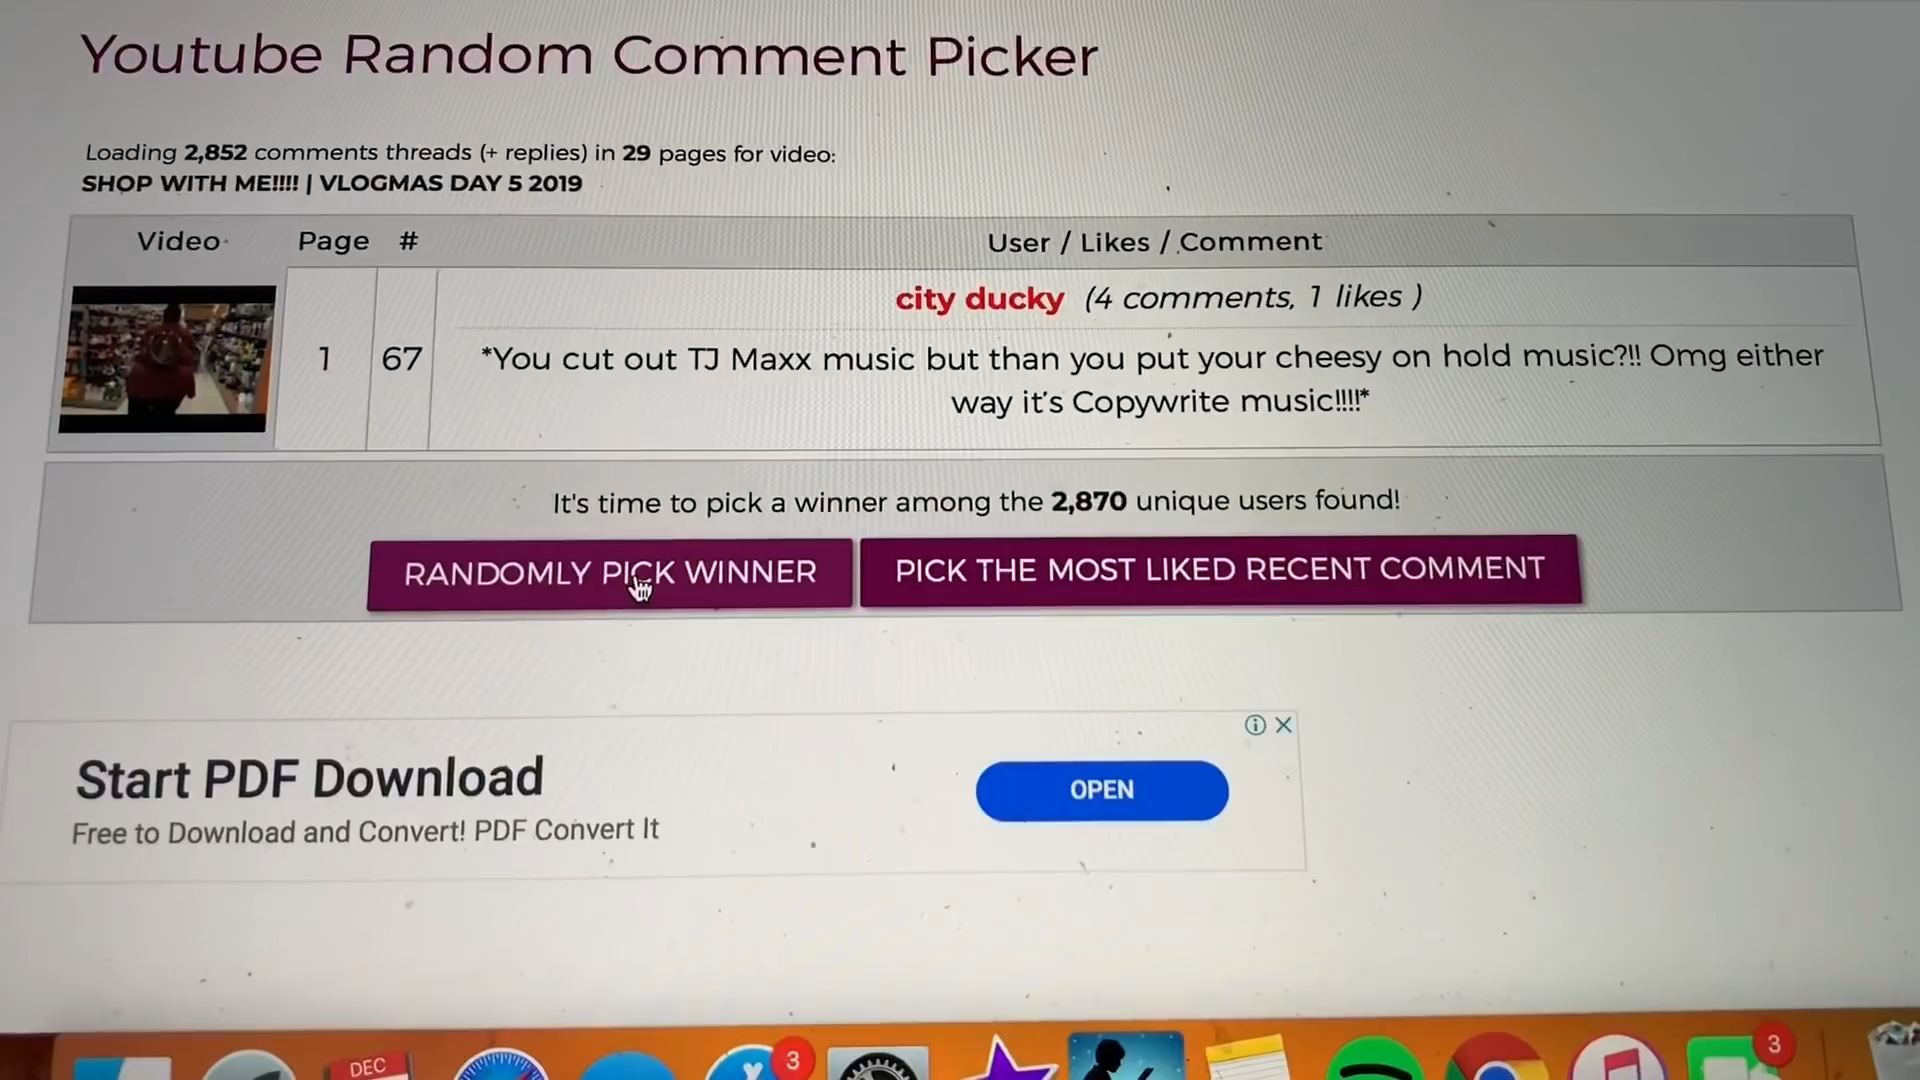 Youtube Random Comment Picker
Loading 2,852 comments threads (+ replies) in 29 pages for video:
SHOP WITH ME!!!! | VLOGMAS DAY 5 2019
Video Page # User / Likes / Comment
city ducky (4 comments, 1 likes )
1 67 *You cut out TJ Maxx music but than you put your cheesy on hold music?!! Omg either
way it's Copywrite music!!!!*
It's time to pick a winner among the 2,870 unique users found!
RANDOMLY PICK WINNER PICK THE MOST LIKED RECENT COMMENT
Start PDF Download
Free to Download and Convert! PDF Convert It
OPEN
DEC 3 3